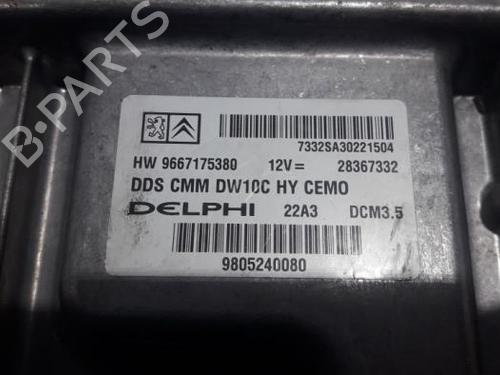 7332SA30221504
HW 9667175380 12V= 28367332
DDS CMM DW10C HY CEMO
DELPHI 22A3 DCM3.5
9805240080
B-PARTS